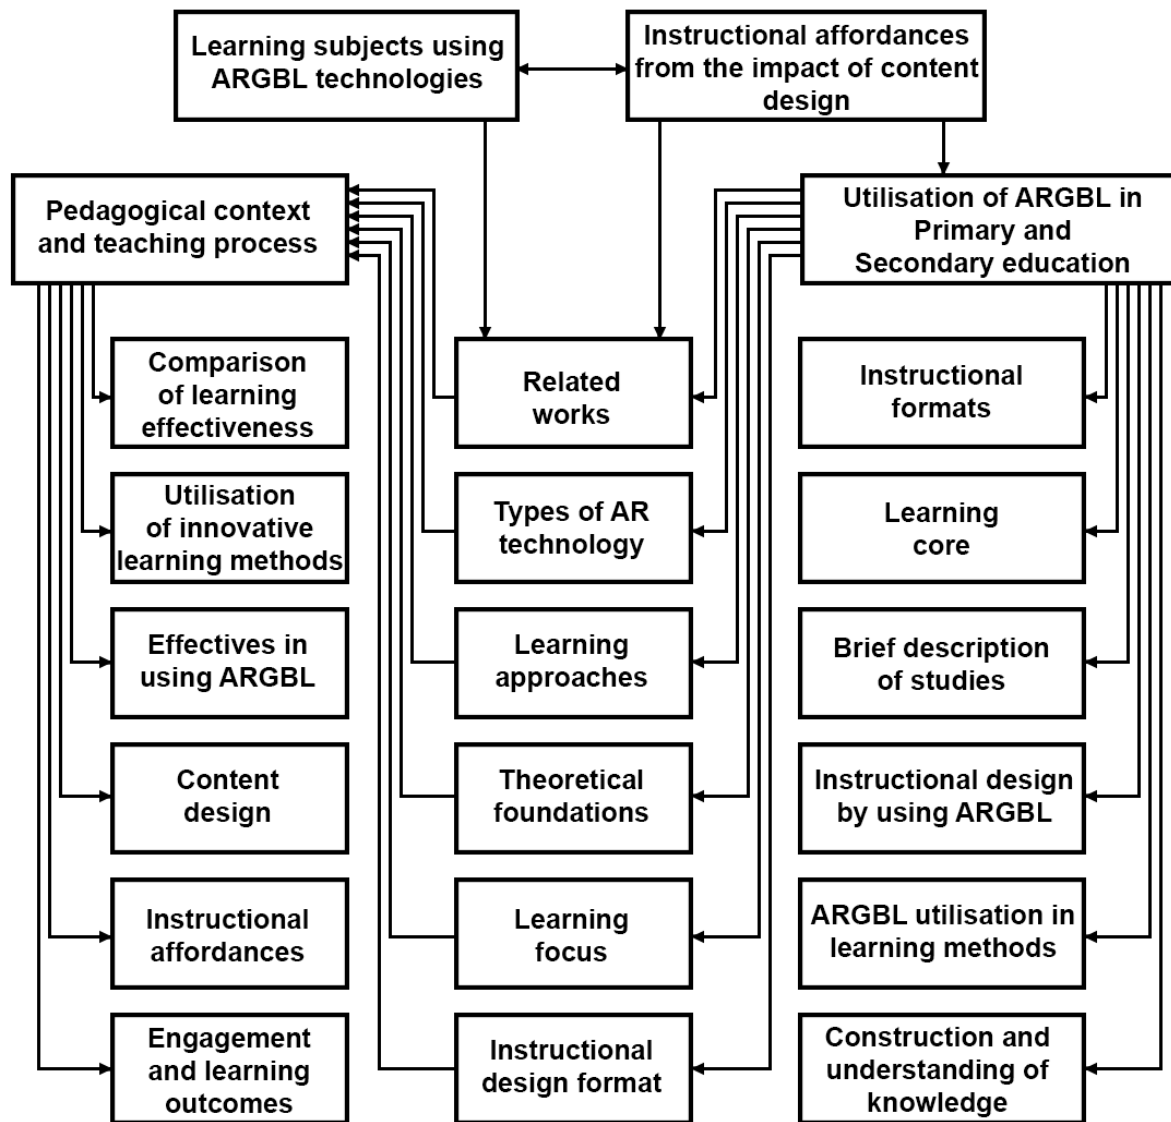 Learning subjects using
ARGBL technologies
Instructional affordances
from the impact of content
design
Pedagogical context
and teaching process
Utilisation of ARGBL in
Primary and
Secondary education
Comparison
of learning
effectiveness
Related
works
Instructional
formats
Utilisation
of innovative
learning methods
Types of AR
technology
Learning
core
Effectives in
using ARGBL
Learning
approaches
Brief description
of studies
Content
design
Theoretical
foundations
Instructional design
by using ARGBL
Instructional
affordances
Learning
focus
ARGBL utilisation in
learning methods
Engagement
and learning
outcomes
Instructional
design format
Construction and
understanding of
knowledge